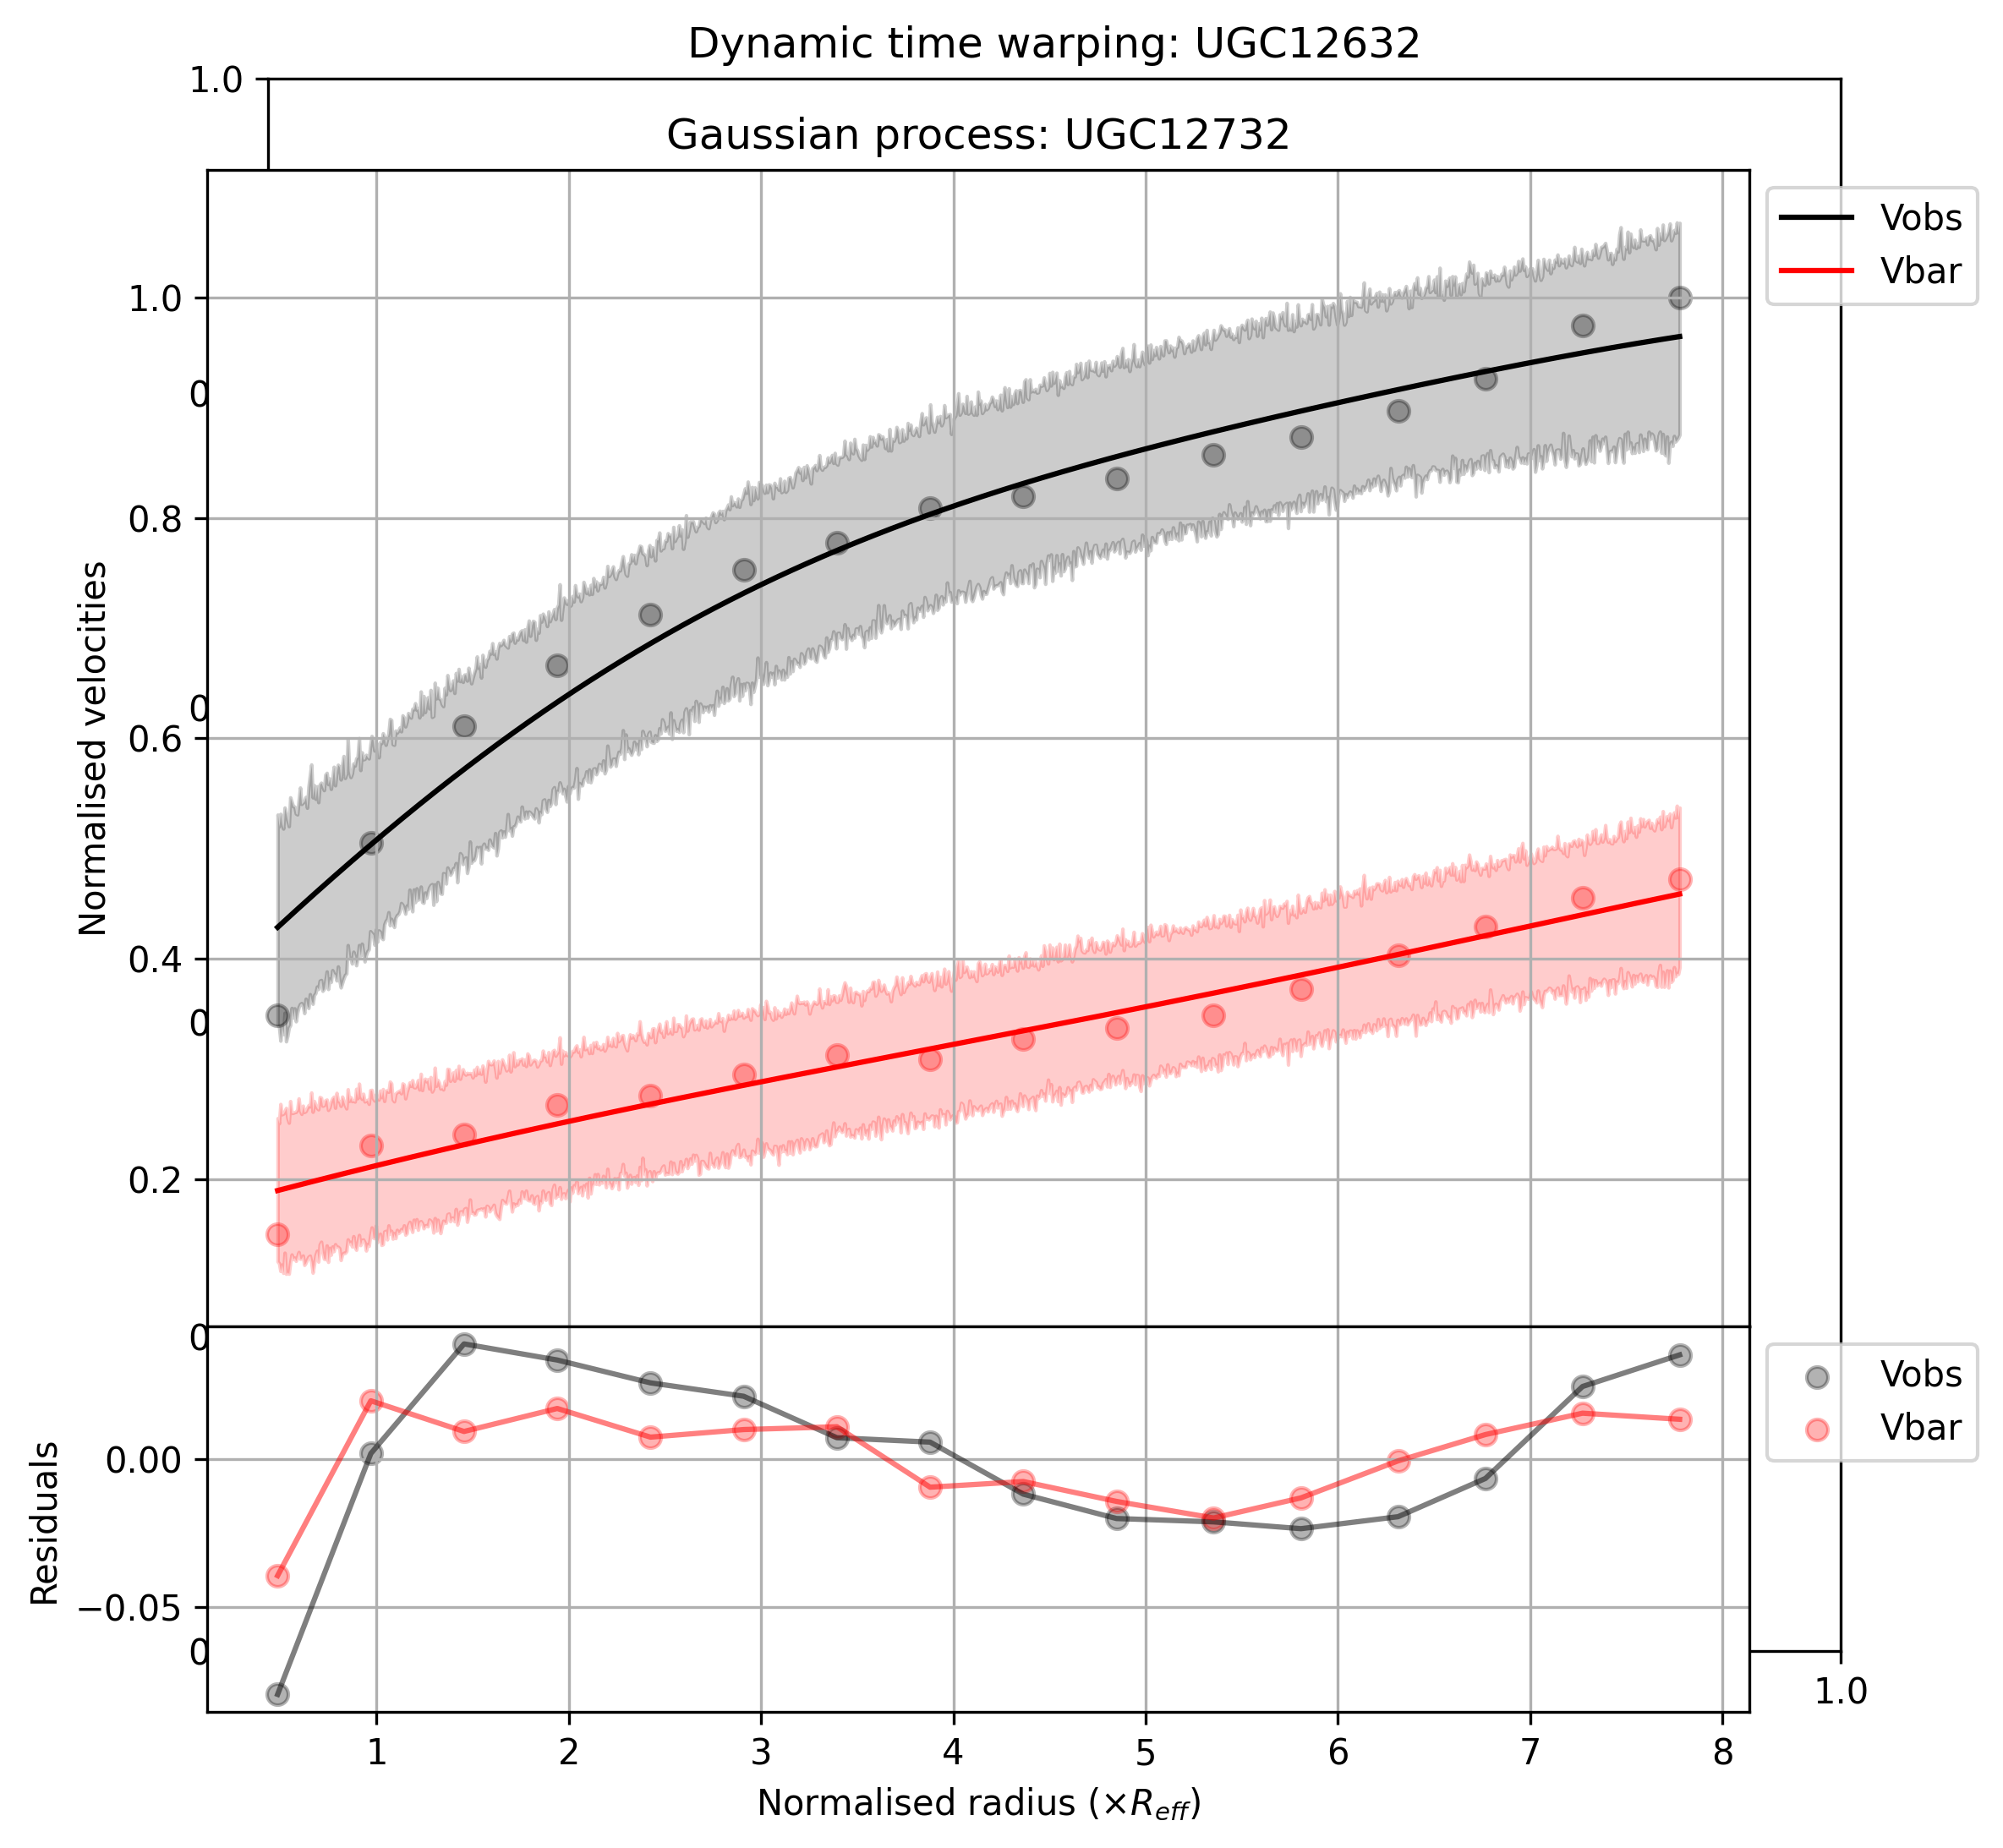 Dynamic time warping: UGC12632
1.0
Gaussian process: UGC12732
Vobs
Vbar
1.0
0
0.8
0
0.6
Normalised velocities
0.4
0
0.2
0
Vobs
Vbar
0.00
Residuals
−0.05
0
1.0
1 2 3 4 5 6 7 8
Normalised radius (×R_eff)